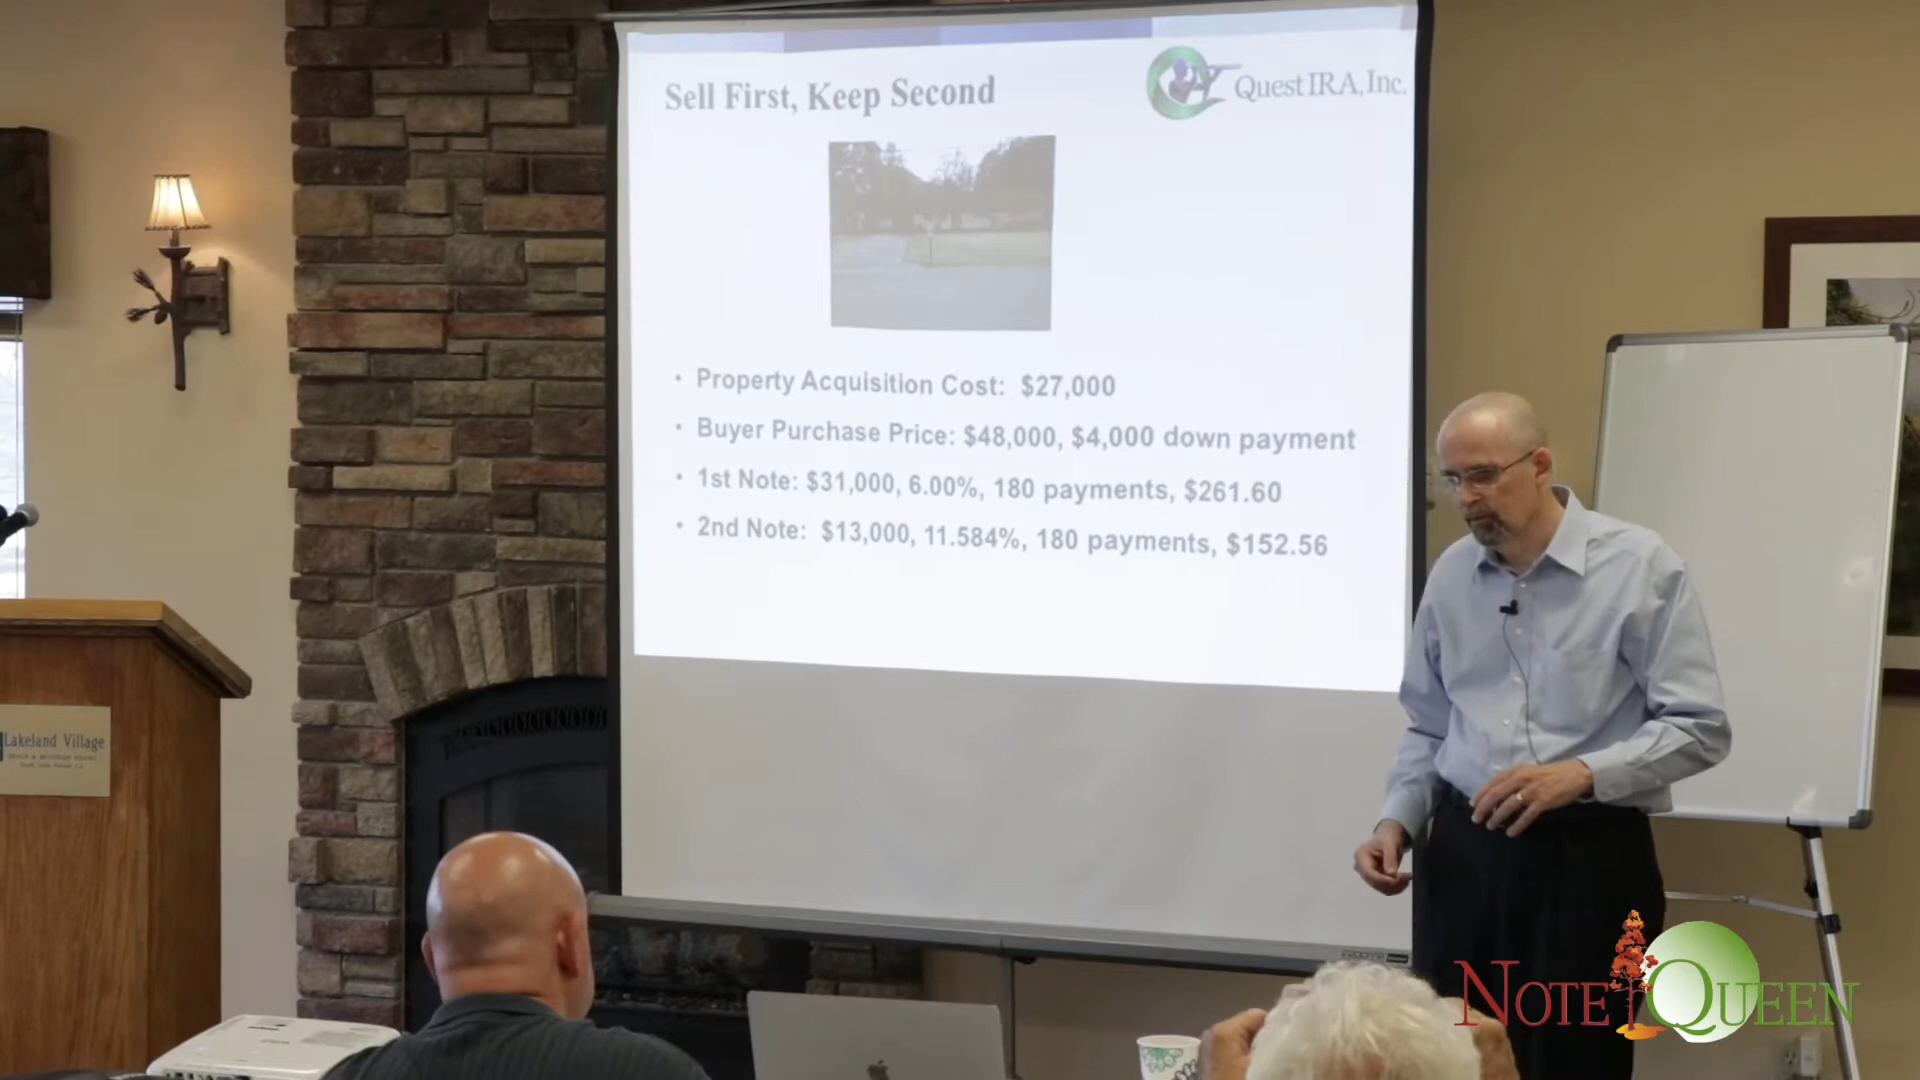 Sell First, Keep Second
Quest IRA, Inc.
• Property Acquisition Cost: $27,000
• Buyer Purchase Price: $48,000, $4,000 down payment
• 1st Note: $31,000, 6.00%, 180 payments, $261.60
• 2nd Note: $13,000, 11.584%, 180 payments, $152.56
Lakeland Village
NOTE QUEEN